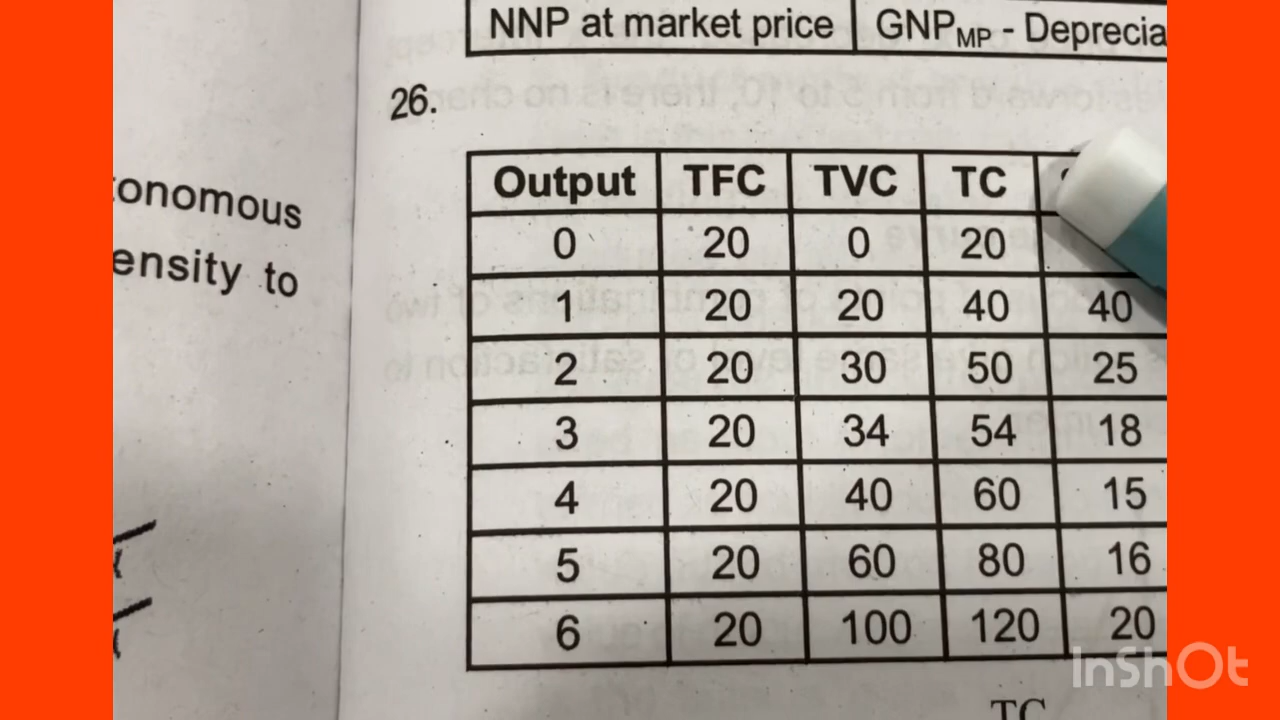 NNP at market price GNPMP - Deprecia
26.
onomous
ensity to
Output TFC TVC TC
0 20 0 20
1 20 20 40 40
2 20 30 50 25
3 20 34 54 18
4 20 40 60 15
5 20 60 80 16
6 20 100 120 20
TC
InShOt